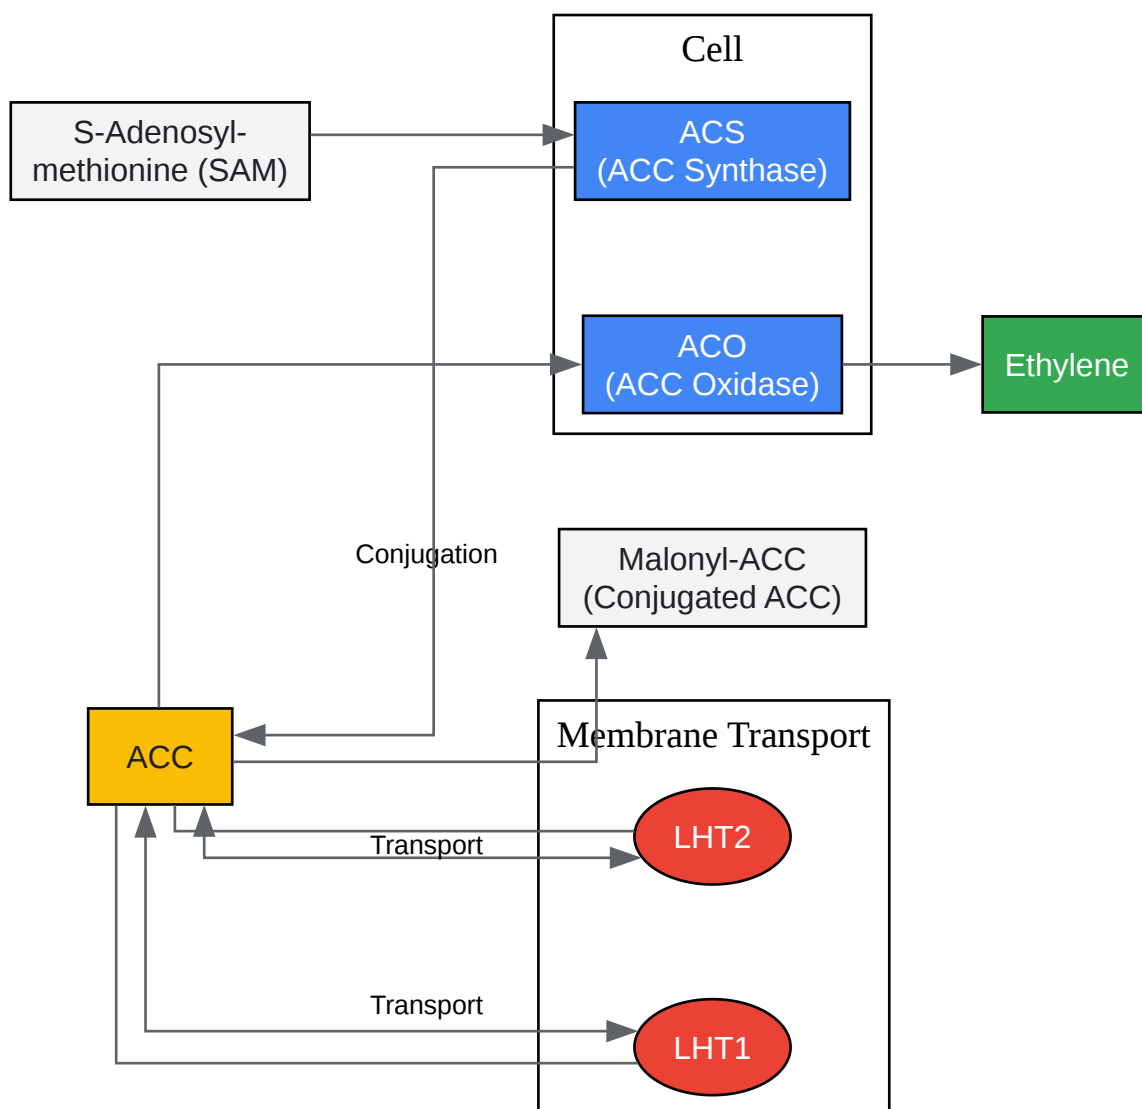 Cell
S-Adenosyl-
methionine (SAM)
ACS
(ACC Synthase)
ACO
(ACC Oxidase)
Ethylene
Conjugation
Malonyl-ACC
(Conjugated ACC)
Membrane Transport
ACC
LHT2
Transport
Transport
LHT1